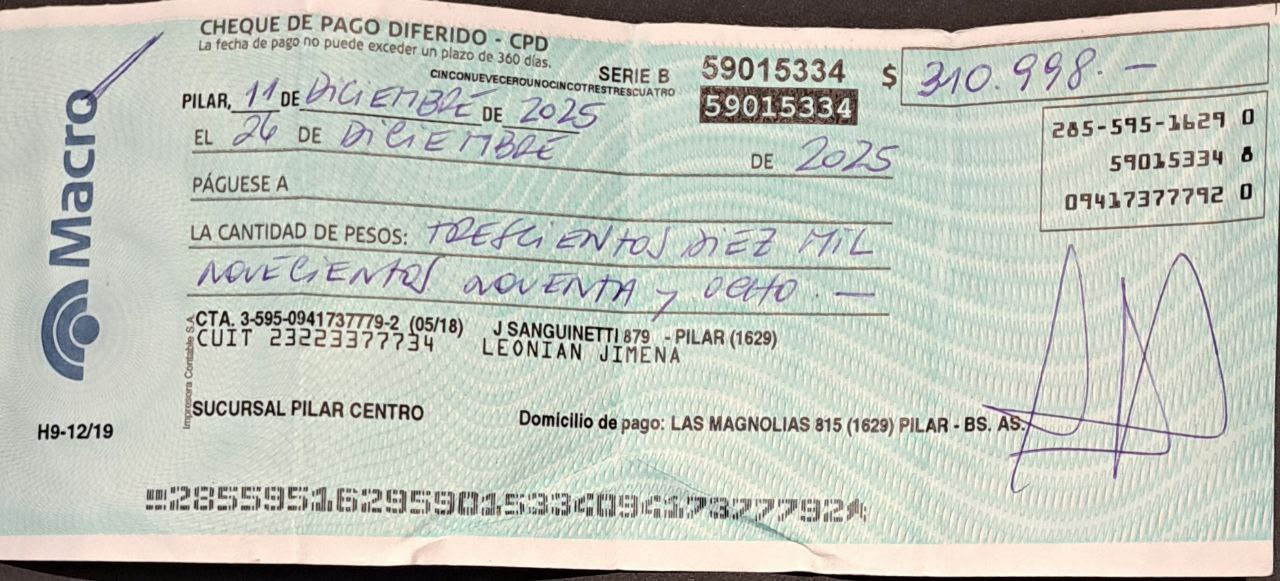 CHEQUE DE PAGO DIFERIDO - CPD
La fecha de pago no puede exceder un plazo de 360 días.
CINCONUEVECEROUNOCINCOTRESTRESCUATRO
SERIE B 59015334 $ 310.998.—
59015334
PILAR, 11 DE DICIEMBRE DE 2025
EL 26 DE DICIEMBRE DE 2025
285-595-1629 0
59015334 8
09417377792 0
PÁGUESE A
LA CANTIDAD DE PESOS: TRESCIENTOS DIEZ MIL
NOVECIENTOS NOVENTA y OCHO.—
Macro
CTA. 3-595-0941737779-2 (05/18) J SANGUINETTI 879 - PILAR (1629)
CUIT 23223377734 LEONIAN JIMENA
Impresora Contable S.A.
SUCURSAL PILAR CENTRO
Domicilio de pago: LAS MAGNOLIAS 815 (1629) PILAR - BS. AS.
H9-12/19
28559516295901533409417377792